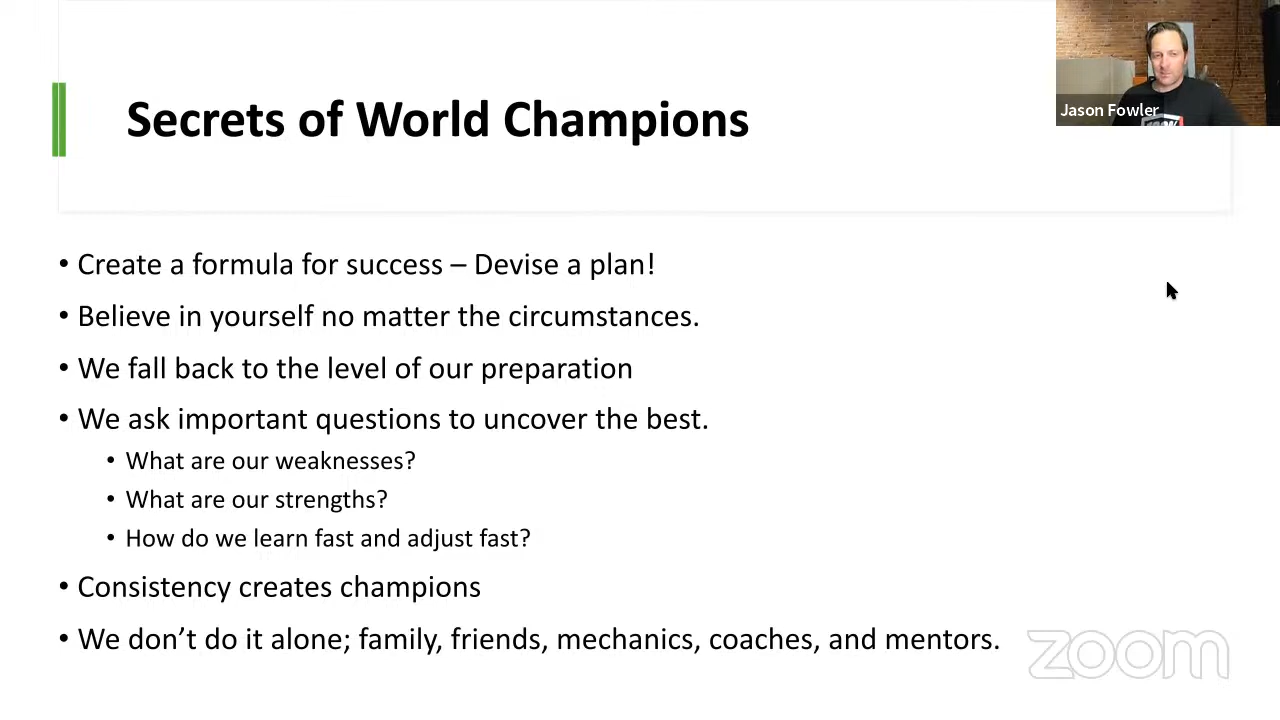 Secrets of World Champions
Jason Fowler
• Create a formula for success – Devise a plan!
• Believe in yourself no matter the circumstances.
• We fall back to the level of our preparation
• We ask important questions to uncover the best.
• What are our weaknesses?
• What are our strengths?
• How do we learn fast and adjust fast?
• Consistency creates champions
• We don’t do it alone; family, friends, mechanics, coaches, and mentors.
zoom